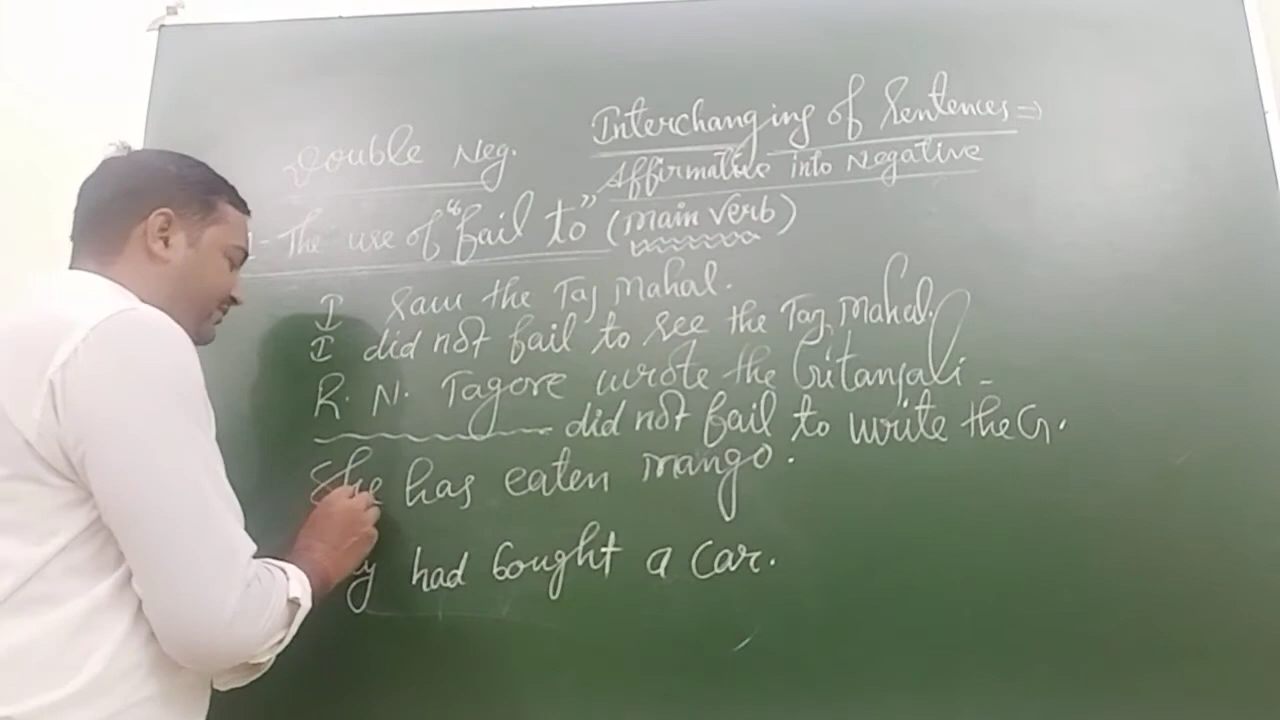 Interchanging of Sentences ⇒
Double Neg. Affirmative into Negative
1- The use of "fail to" (main verb)
I saw the Taj Mahal.
I did not fail to see the Taj Mahal.
R. N. Tagore wrote the Gitanjali -
did not fail to write the G.
She has eaten mango.
had bought a car.